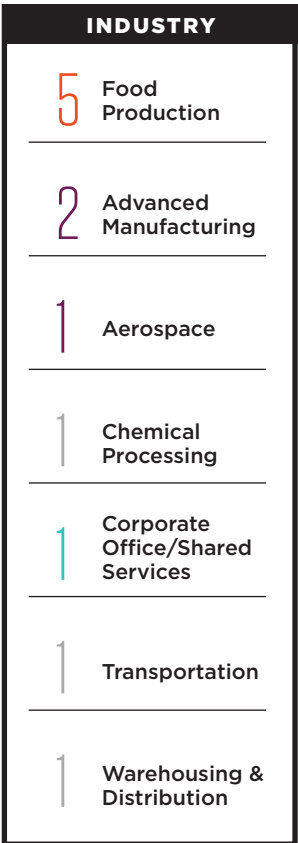 INDUSTRY
5 Food
Production
2 Advanced
Manufacturing
1 Aerospace
1 Chemical
Processing
1 Corporate
Office/Shared
Services
1 Transportation
1 Warehousing &
Distribution